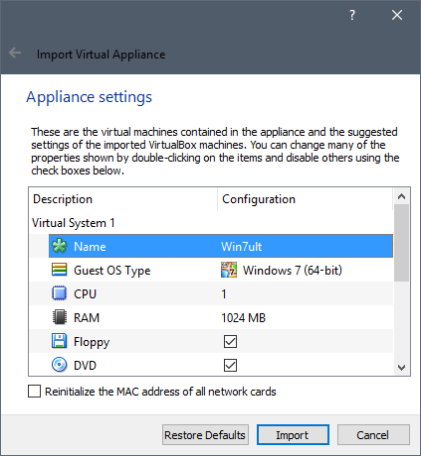 ?
Import Virtual Appliance
Appliance settings
These are the virtual machines contained in the appliance and the suggested
settings of the imported VirtualBox machines. You can change many of the
properties shown by double-clicking on the items and disable others using the
check boxes below.
Description Configuration
Virtual System 1
Name Win7ult
Guest OS Type Windows 7 (64-bit)
CPU 1
RAM 1024 MB
Floppy
DVD
Reinitialize the MAC address of all network cards
Restore Defaults Import Cancel